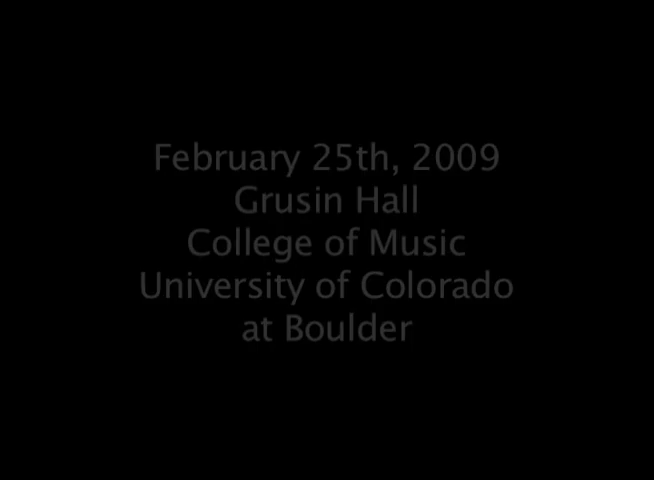 February 25th, 2009
Grusin Hall
College of Music
University of Colorado
at Boulder